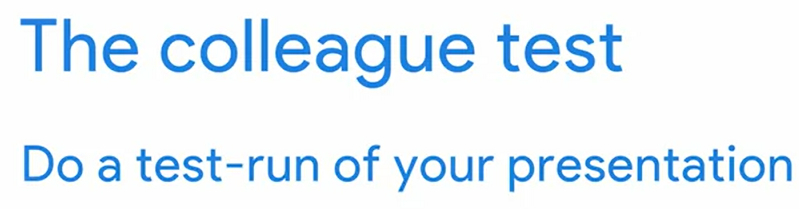 The colleague test
Do a test-run of your presentation